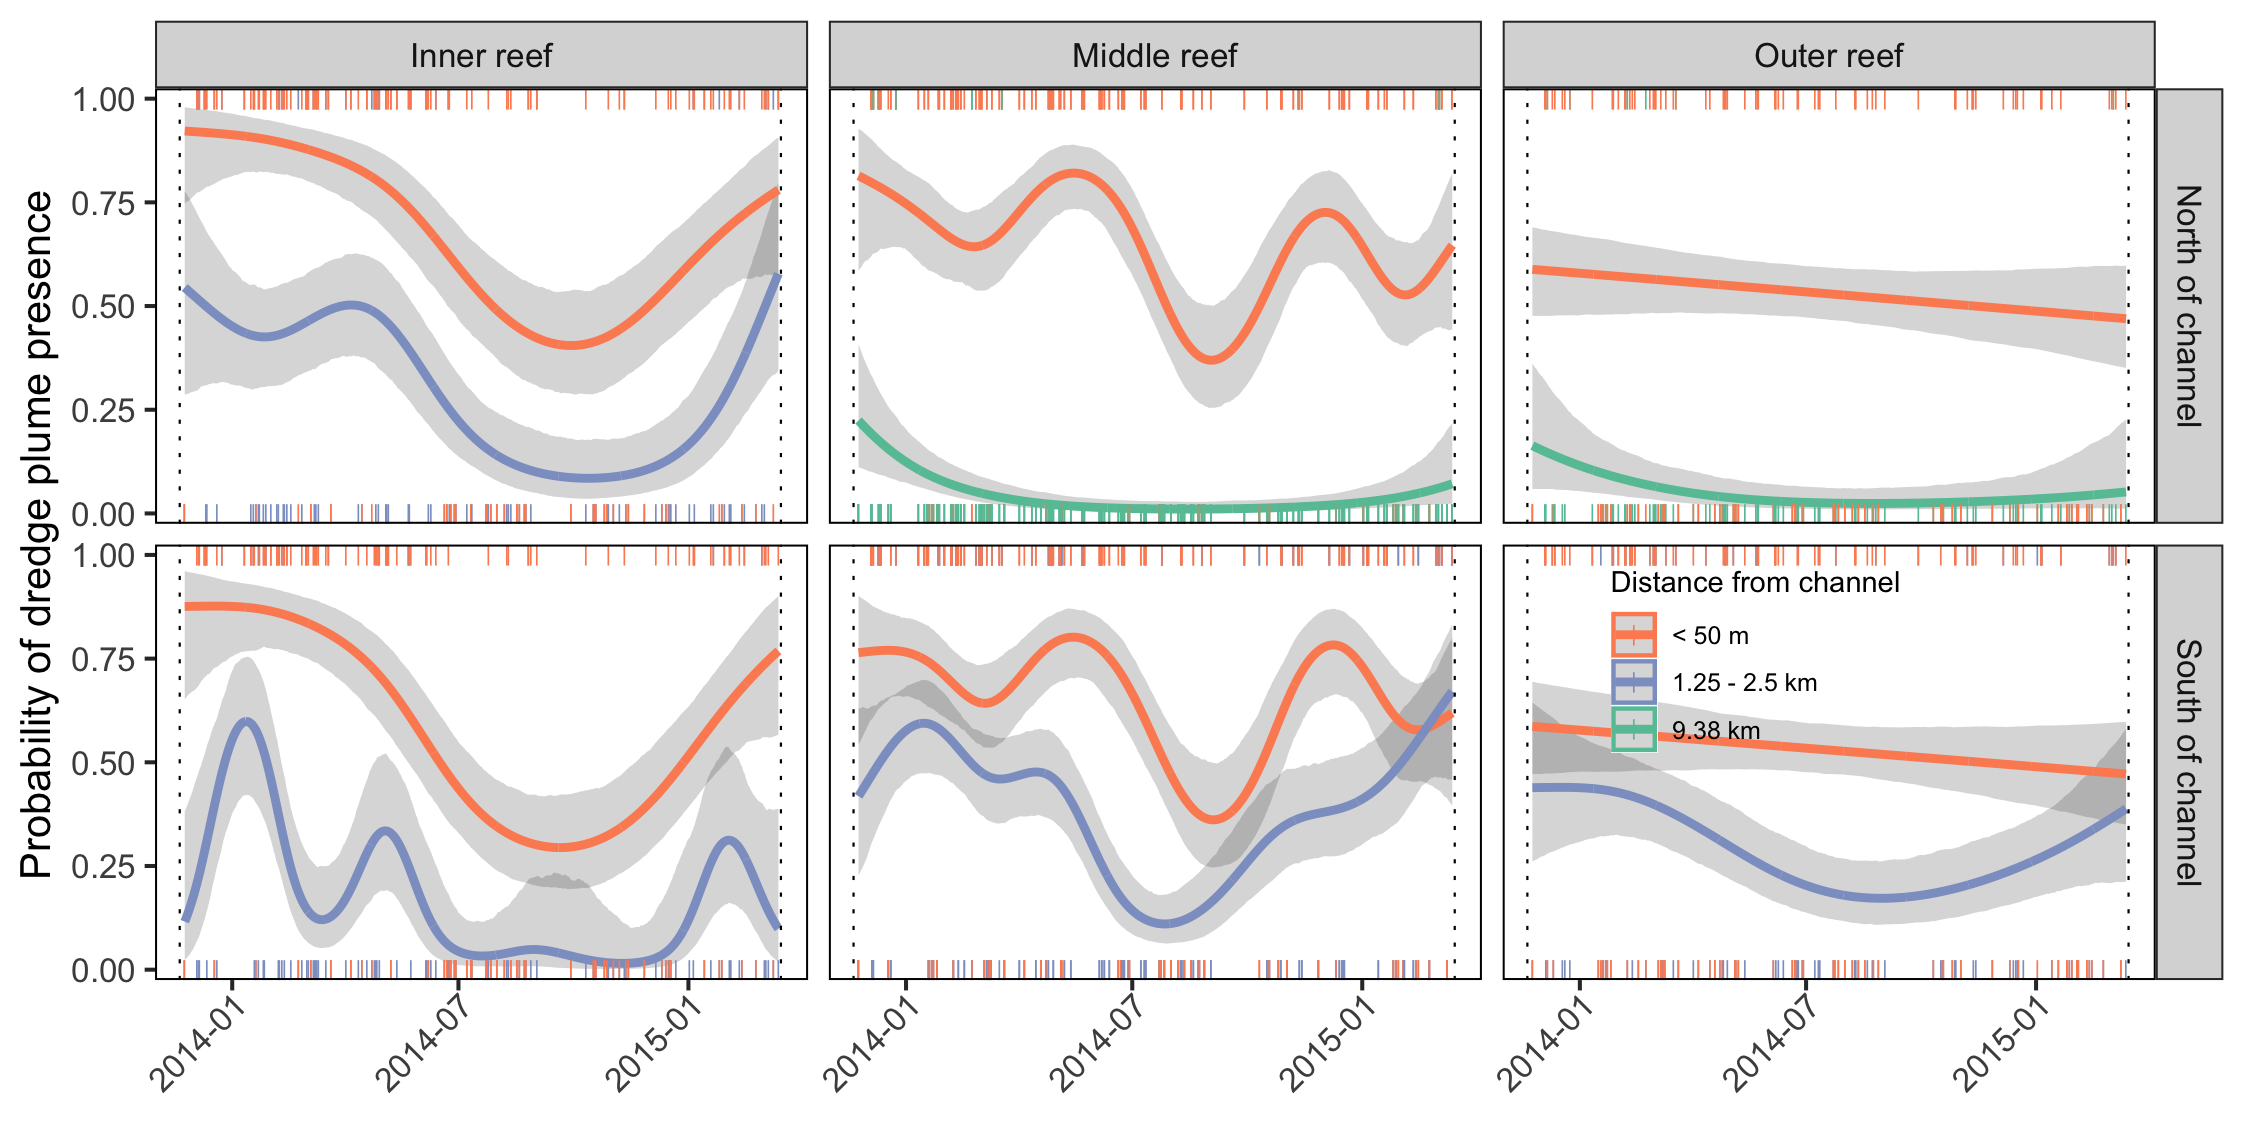 Inner reef
Middle reef
Outer reef
Probability of dredge plume presence
1.00
0.75
0.50
0.25
0.00
North of channel
1.00
0.75
0.50
0.25
0.00
South of channel
Distance from channel
< 50 m
1.25 - 2.5 km
9.38 km
2014-01
2014-07
2015-01
2014-01
2014-07
2015-01
2014-01
2014-07
2015-01